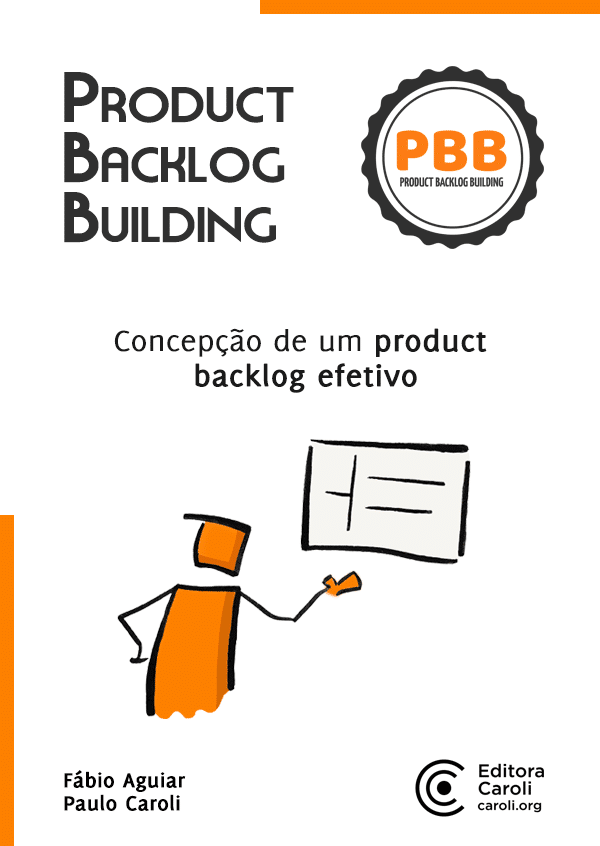 PRODUCT
BACKLOG
BUILDING
PBB
PRODUCT BACKLOG BUILDING
Concepção de um product
backlog efetivo
Fábio Aguiar
Paulo Caroli
Editora
Caroli
caroli.org